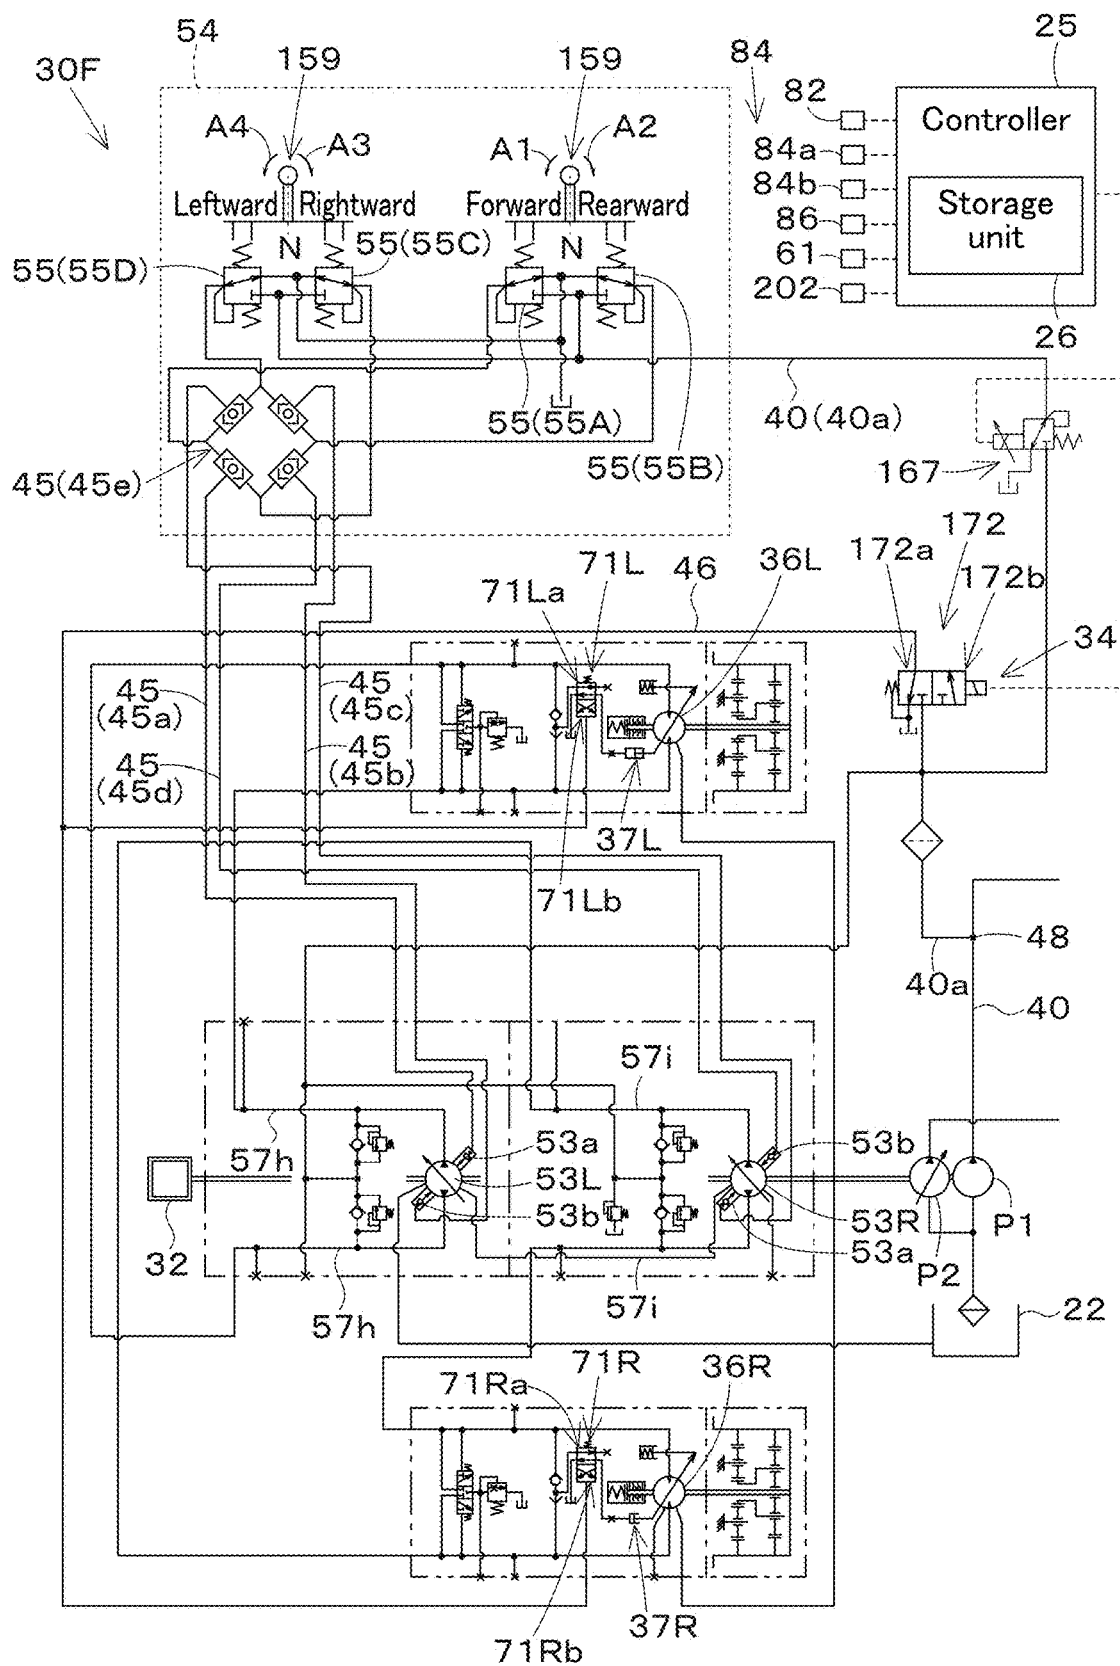 54
25
30F
159
159
84
82
Controller
A4
A3
A1
A2
84a
84b
Leftward
Rightward
Forward
Rearward
Storage
unit
86
N
N
55(55C)
55(55D)
61
202
26
55(55A)
40(40a)
55(55B)
45(45e)
167
172
172a
71L
46
36L
172b
71La
34
45
(45a)
45
(45c)
45
(45d)
45
(45b)
37L
71Lb
48
40a
40
57i
57h
53a
53b
53L
53b
53R
P1
32
53a
P2
57h
57i
22
71R
71Ra
36R
37R
71Rb